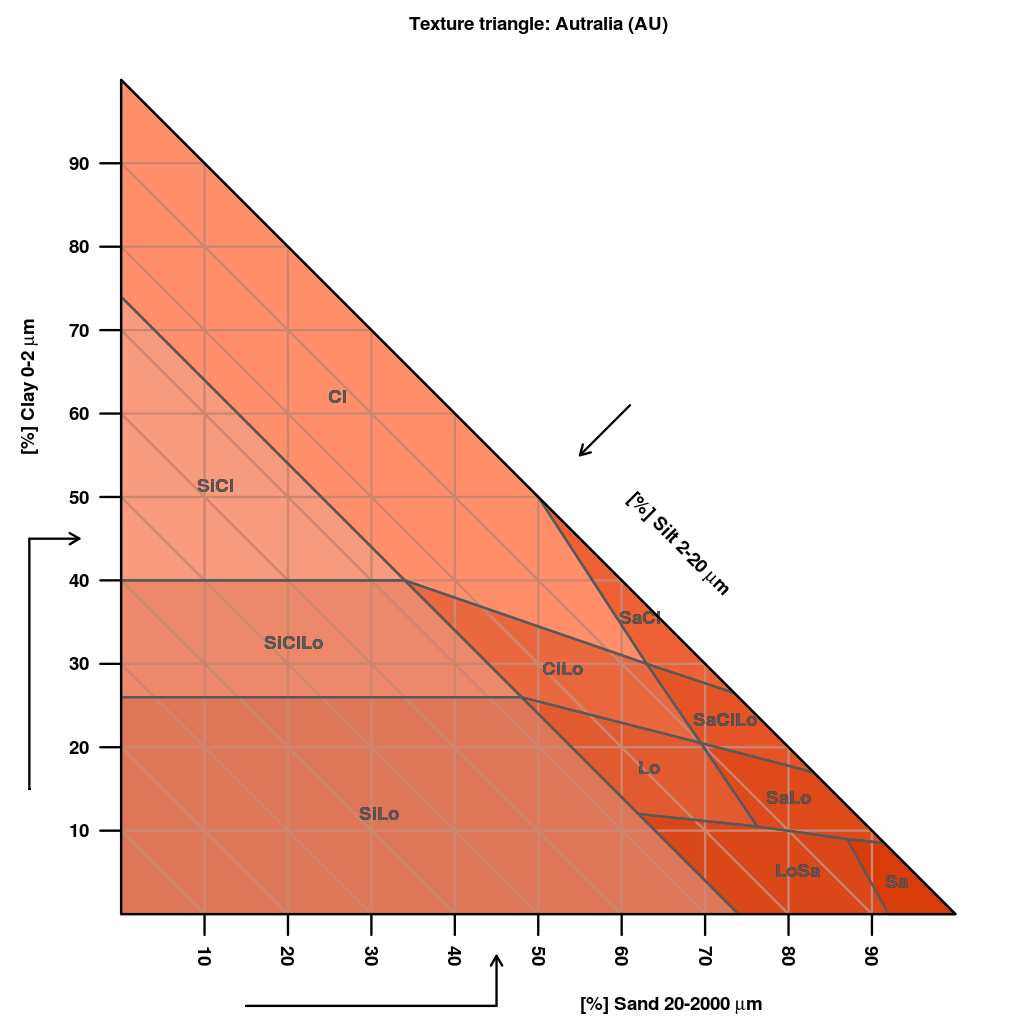 Texture triangle: Autralia (AU)
90
80
70
60
50
40
30
20
10
[%] Clay 0-2 μm
[%] Silt 2-20 μm
Cl
SiCl
SaCl
SiClLo
ClLo
SaClLo
Lo
SaLo
SiLo
LoSa
Sa
10
20
30
40
50
60
70
80
90
[%] Sand 20-2000 μm